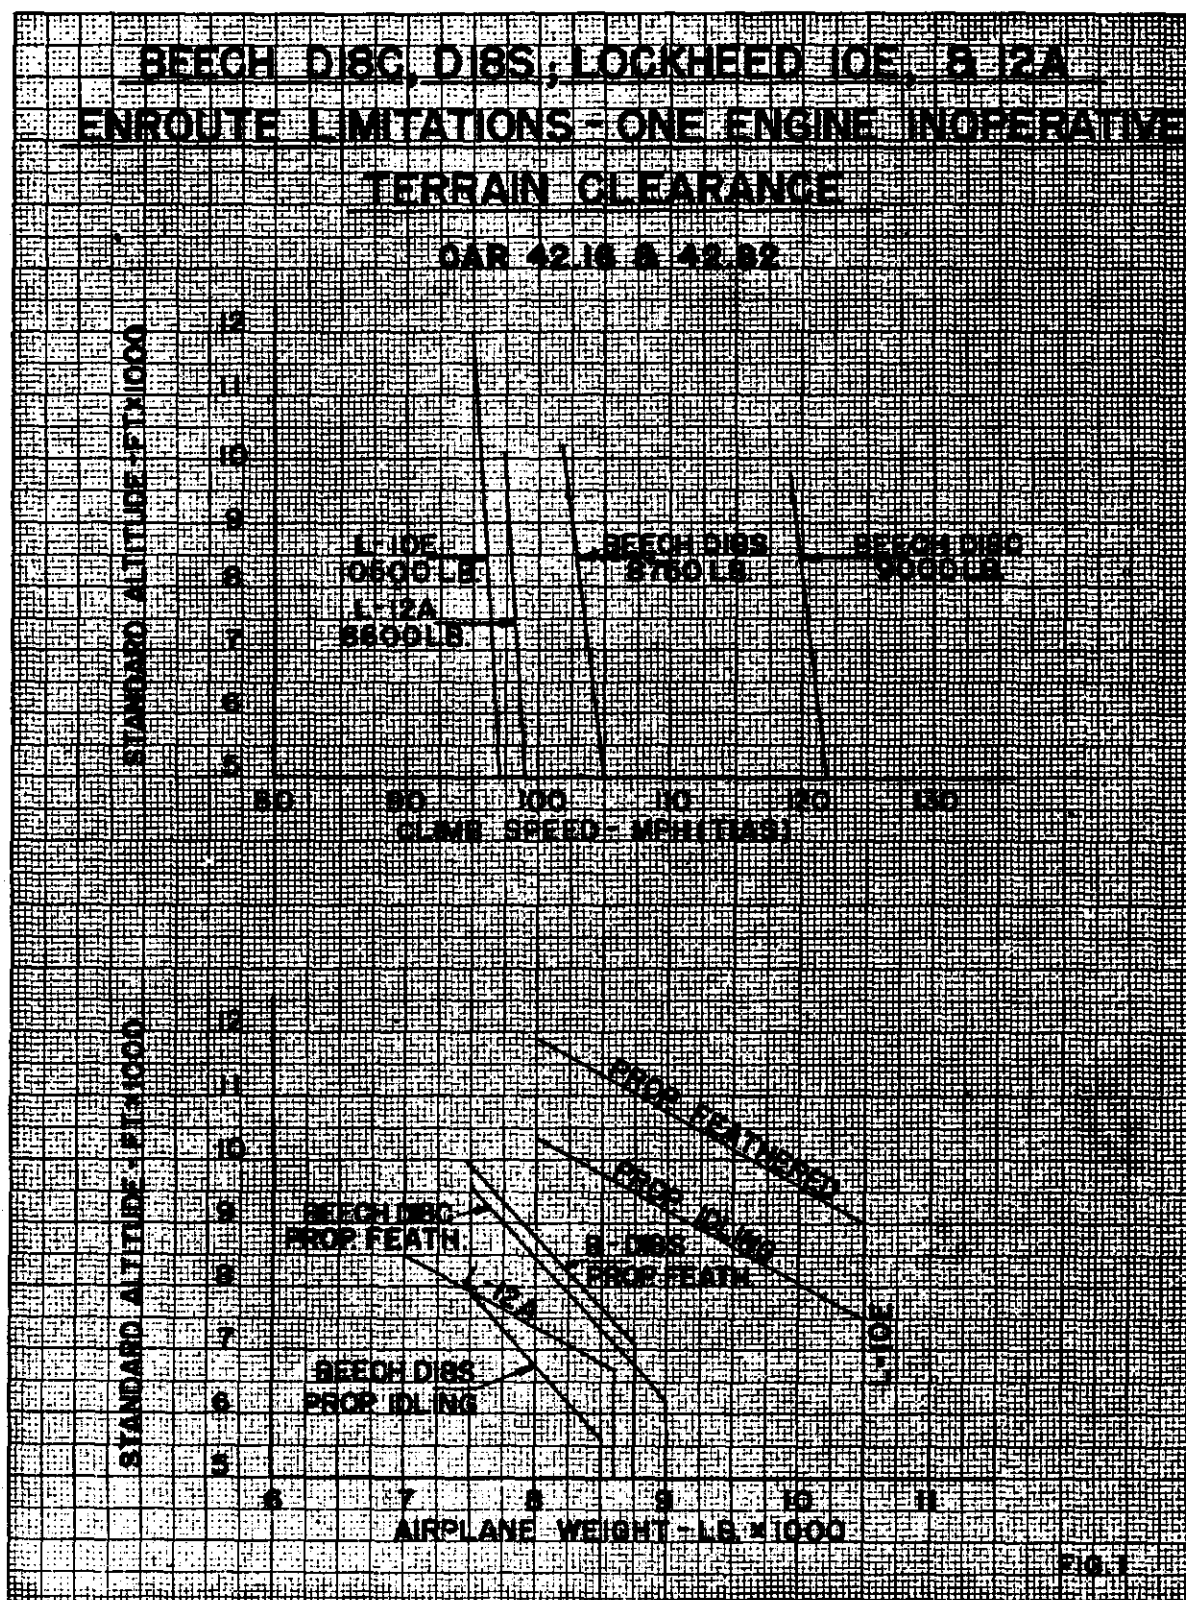 BEECH D18C, D18S; LOCKHEED 10E, & 12A
ENROUTE LIMITATIONS - ONE ENGINE INOPERATIVE
TERRAIN CLEARANCE
CAR 42.16 & 42.82
STANDARD ALTITUDE - FT X 1000
12
11
10
9
8
7
6
5
L-10E
10500 LB.
L-12A
8600 LB.
BEECH D18S
8750 LB.
BEECH D18C
9000 LB.
80 90 100 110 120 130
CLIMB SPEED - MPH (TIAS)
STANDARD ALTITUDE - FT X 1000
12
11
10
9
8
7
6
5
PROP. FEATHERED
PROP. IDLING
L-10E
BEECH D18C
PROP. FEATH.
B-D18S
PROP. FEATH.
L-12A
BEECH D18S
PROP IDLING
6 7 8 9 10 11
AIRPLANE WEIGHT - LB. X 1000
FIG. 1